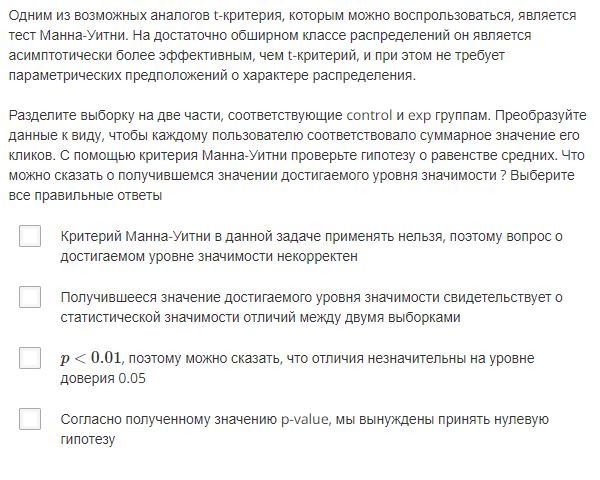 Одним из возможных аналогов t-критерия, которым можно воспользоваться, является
тест Манна-Уитни. На достаточно обширном классе распределений он является
асимптотически более эффективным, чем t-критерий, и при этом не требует
параметрических предположений о характере распределения.
Разделите выборку на две части, соответствующие control и exp группам. Преобразуйте
данные к виду, чтобы каждому пользователю соответствовало суммарное значение его
кликов. С помощью критерия Манна-Уитни проверьте гипотезу о равенстве средних. Что
можно сказать о получившемся значении достигаемого уровня значимости ? Выберите
все правильные ответы
Критерий Манна-Уитни в данной задаче применять нельзя, поэтому вопрос о
достигаемом уровне значимости некорректен
Получившееся значение достигаемого уровня значимости свидетельствует о
статистической значимости отличий между двумя выборками
p < 0.01, поэтому можно сказать, что отличия незначительны на уровне
доверия 0.05
Согласно полученному значению p-value, мы вынуждены принять нулевую
гипотезу